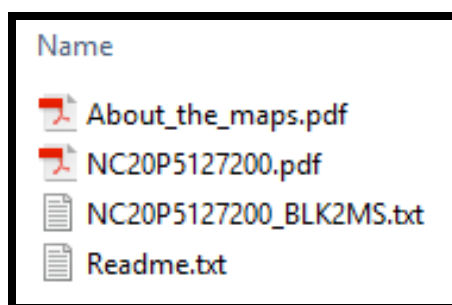 Name
About_the_maps.pdf
NC20P5127200.pdf
NC20P5127200_BLK2MS.txt
Readme.txt